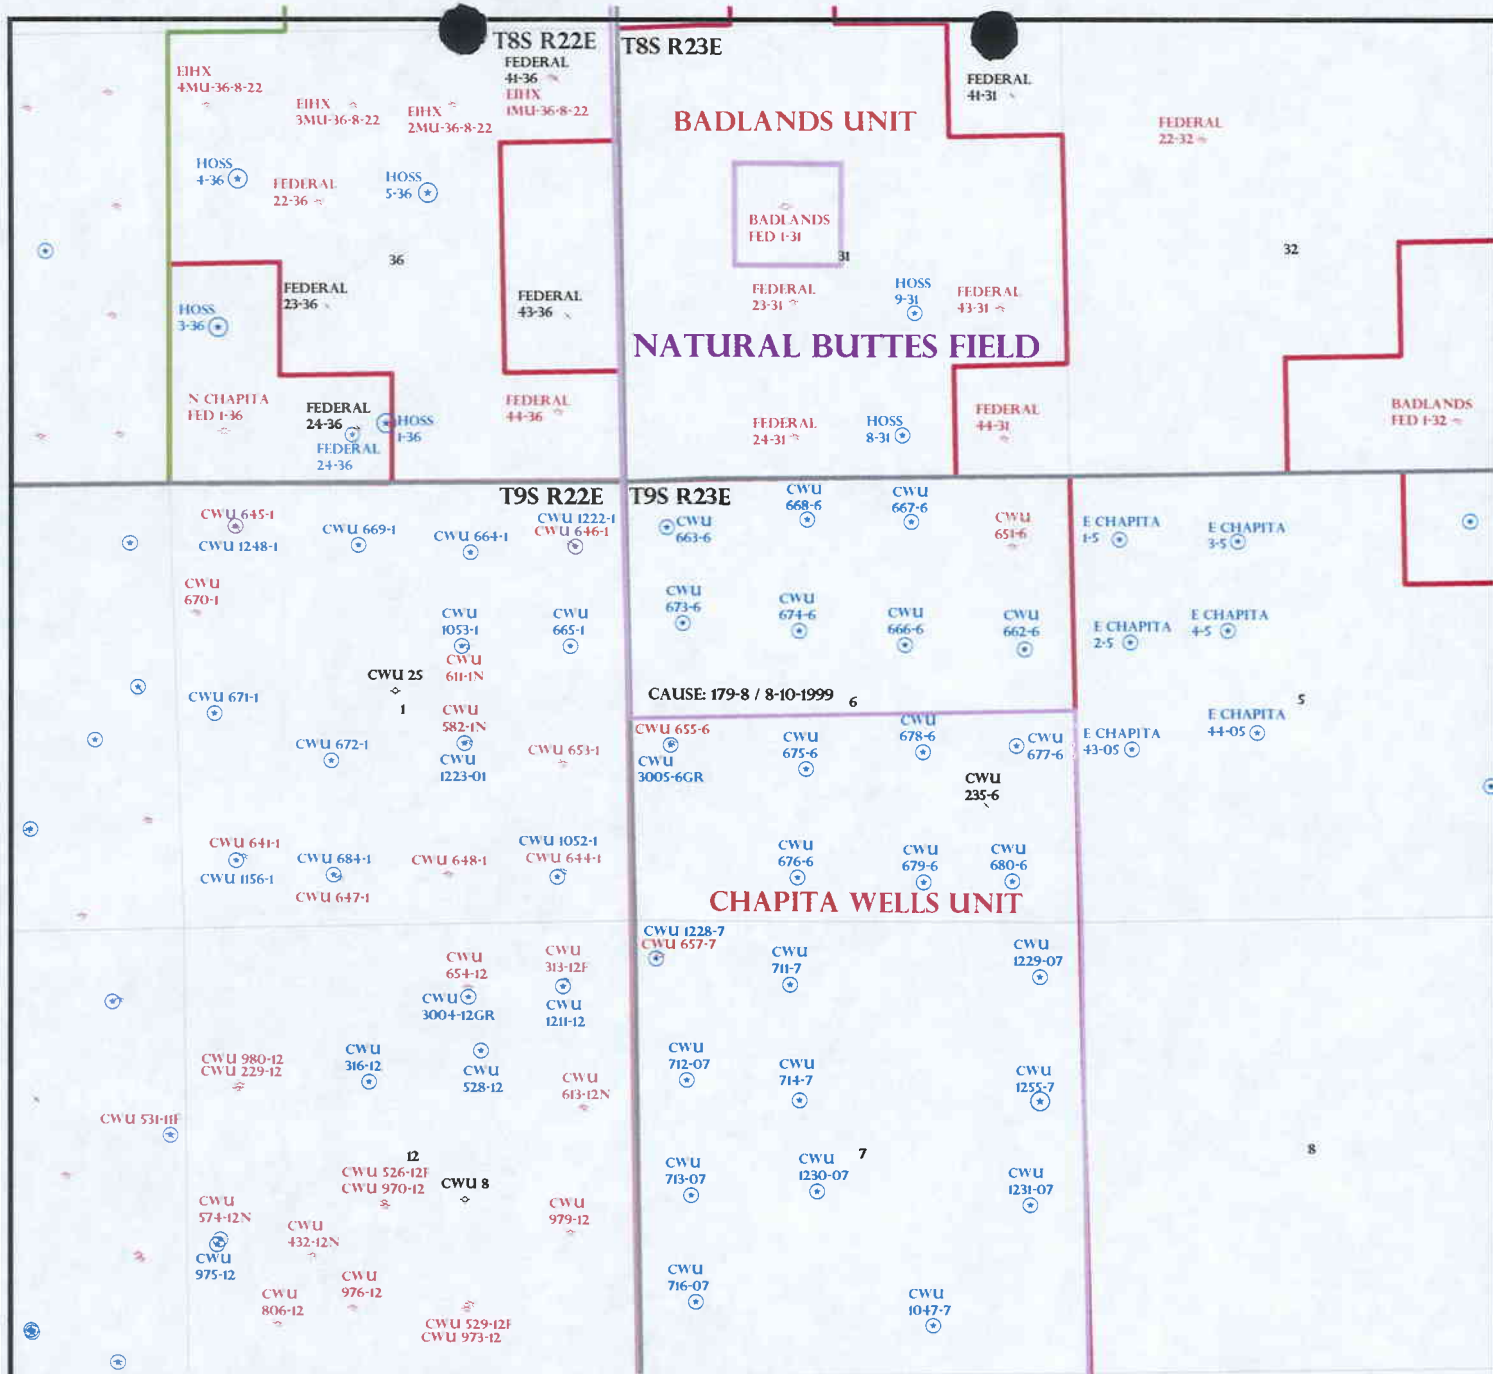 T8S R22E
T8S R23E
EIHX
4MU-36-8-22
EIHX
3MU-36-8-22
EIHX
2MU-36-8-22
FEDERAL
41-36
EIHX
1MU-36-8-22
HOSS
4-36
FEDERAL
22-36
HOSS
5-36
36
HOSS
3-36
FEDERAL
23-36
FEDERAL
43-36
N CHAPITA
FED 1-36
FEDERAL
24-36
FEDERAL
24-36
HOSS
1-36
FEDERAL
44-36
BADLANDS UNIT
FEDERAL
41-31
FEDERAL
22-32
BADLANDS
FED 1-31
31
32
FEDERAL
23-31
HOSS
9-31
FEDERAL
43-31
NATURAL BUTTES FIELD
FEDERAL
24-31
HOSS
8-31
FEDERAL
44-31
BADLANDS
FED 1-32
T9S R22E
T9S R23E
CWU 645-1
CWU 1248-1
CWU 669-1
CWU 664-1
CWU 1222-1
CWU 646-1
CWU
670-1
CWU
1053-1
CWU
665-1
CWU
611-1N
CWU 25
1
CWU 671-1
CWU
582-1N
CWU
1223-01
CWU 672-1
CWU 653-1
CWU 641-1
CWU 1156-1
CWU 684-1
CWU 647-1
CWU 648-1
CWU 1052-1
CWU 644-1
CWU
663-6
CWU
668-6
CWU
667-6
CWU
651-6
CWU
673-6
CWU
674-6
CWU
666-6
CWU
662-6
CAUSE: 179-8 / 8-10-1999
6
CWU 655-6
CWU
3005-6GR
CWU
675-6
CWU
678-6
CWU
677-6
CWU
235-6
CWU
676-6
CWU
679-6
CWU
680-6
CHAPITA WELLS UNIT
E CHAPITA
1-5
E CHAPITA
3-5
E CHAPITA
2-5
E CHAPITA
4-5
5
E CHAPITA
43-05
E CHAPITA
44-05
CWU
654-12
CWU
3004-12GR
CWU
313-12F
CWU
1211-12
CWU 980-12
CWU 229-12
CWU
316-12
CWU
528-12
CWU
613-12N
CWU 531-11F
12
CWU 526-12F
CWU 970-12
CWU 8
CWU
574-12N
CWU
975-12
CWU
432-12N
CWU
979-12
CWU
806-12
CWU
976-12
CWU 529-12F
CWU 973-12
CWU 1228-7
CWU 657-7
CWU
711-7
CWU
1229-07
CWU
712-07
CWU
714-7
CWU
1255-7
CWU
713-07
CWU
1230-07
7
CWU
1231-07
CWU
716-07
CWU
1047-7
8